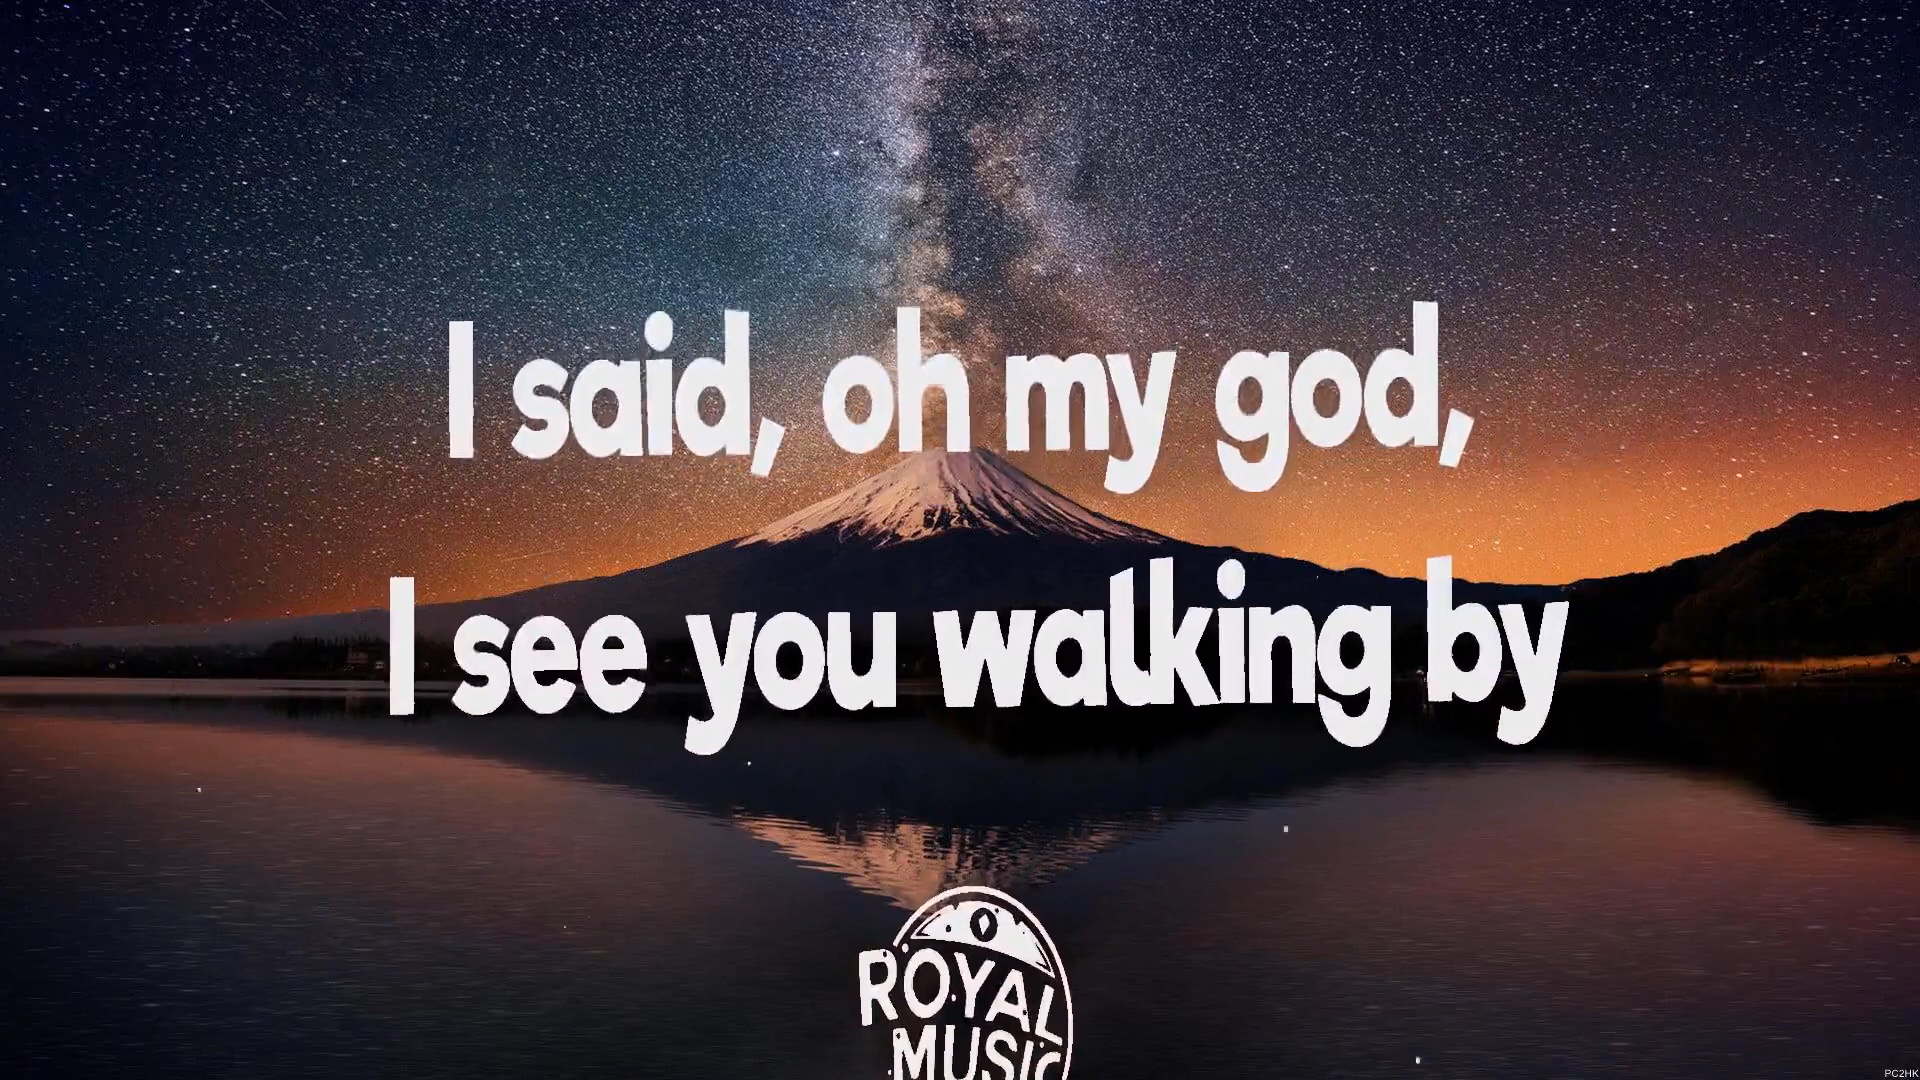 I said, oh my god,
I see you walking by
ROYAL
MUSIC
PC2HK